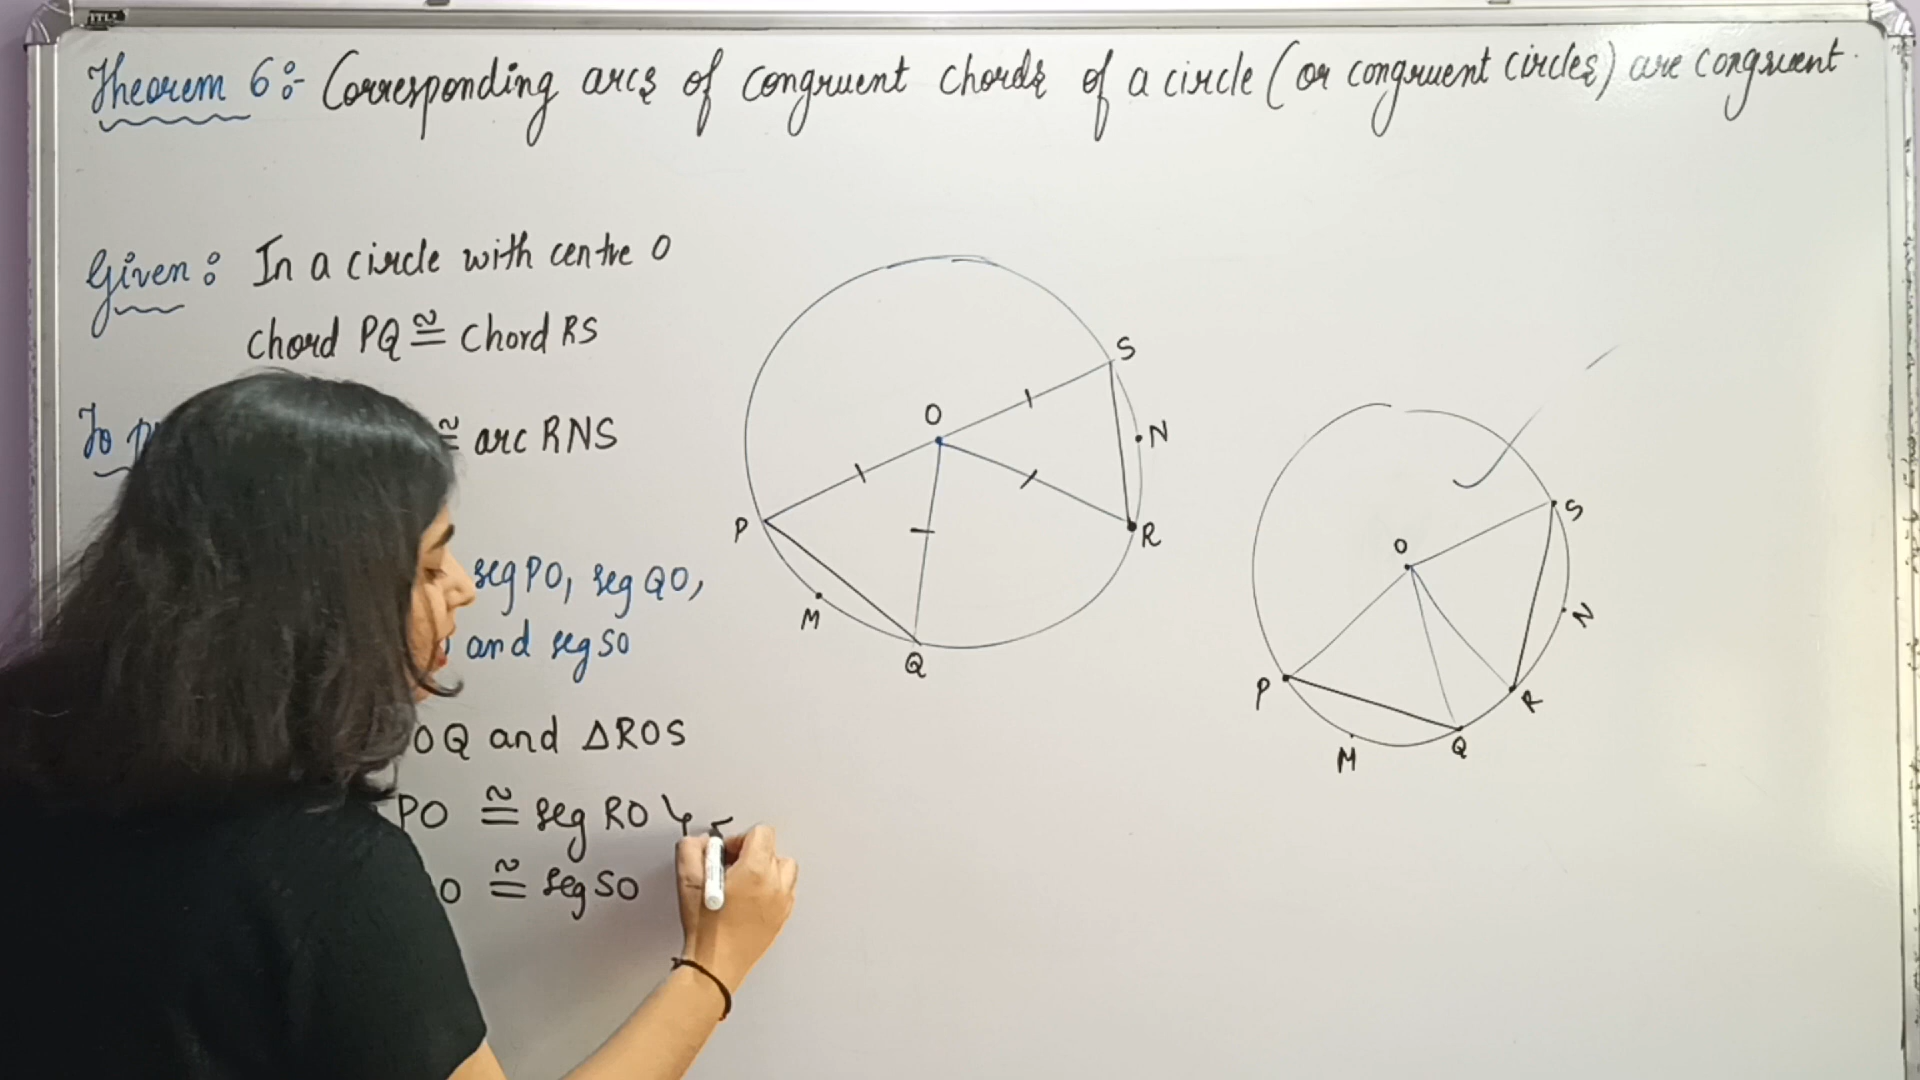 Theorem 6:- Corresponding arcs of congruent chords of a circle (or congruent circles) are congruent.
Given: In a circle with centre O
chord PQ ≅ chord RS
To ≅ arc RNS
seg PO, seg QO,
and seg SO
OQ and ΔROS
PO ≅ seg RO
O ≅ seg SO
S
O
N
P
R
M
Q
S
O
N
P
R
M
Q